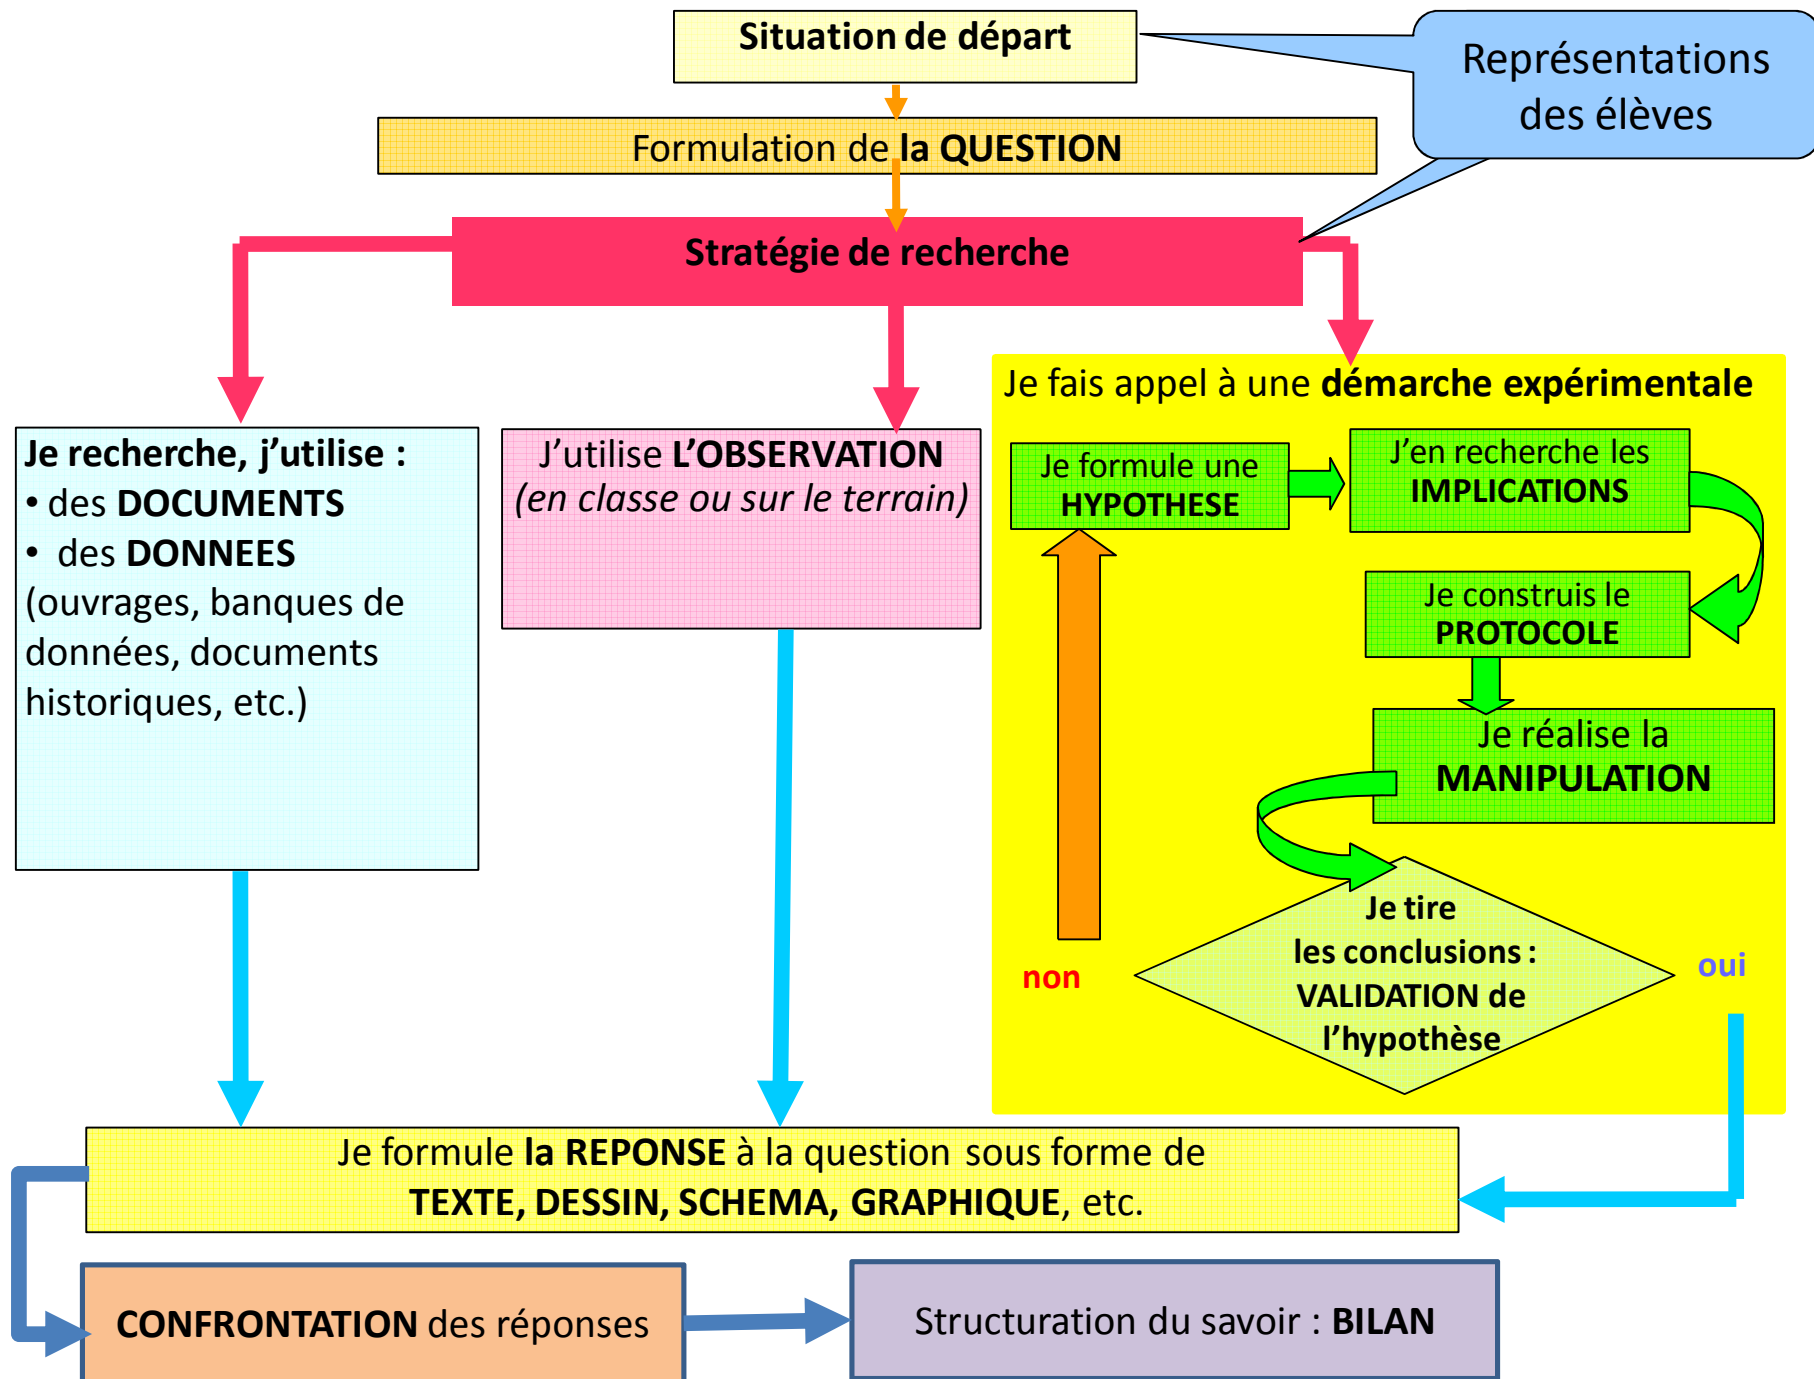 Situation de départ
Représentations
des élèves
Formulation de la QUESTION
Stratégie de recherche
Je recherche, j’utilise :
• des DOCUMENTS
• des DONNEES
(ouvrages, banques de
données, documents
historiques, etc.)
J’utilise L’OBSERVATION
(en classe ou sur le terrain)
Je fais appel à une démarche expérimentale
Je formule une
HYPOTHESE
J’en recherche les
IMPLICATIONS
Je construis le
PROTOCOLE
Je réalise la
MANIPULATION
Je tire
les conclusions :
VALIDATION de
l’hypothèse
non
oui
Je formule la REPONSE à la question sous forme de
TEXTE, DESSIN, SCHEMA, GRAPHIQUE, etc.
CONFRONTATION des réponses
Structuration du savoir : BILAN